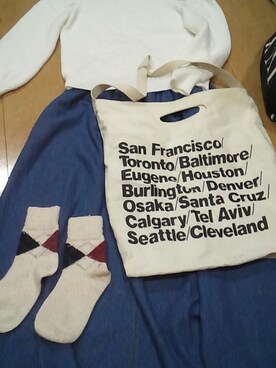 San Francisco/
Toronto/Baltimore/
Eugene/Houston/
Burlington/Denver/
Osaka/Santa Cruz/
Calgary/Tel Aviv/
Seattle/Cleveland